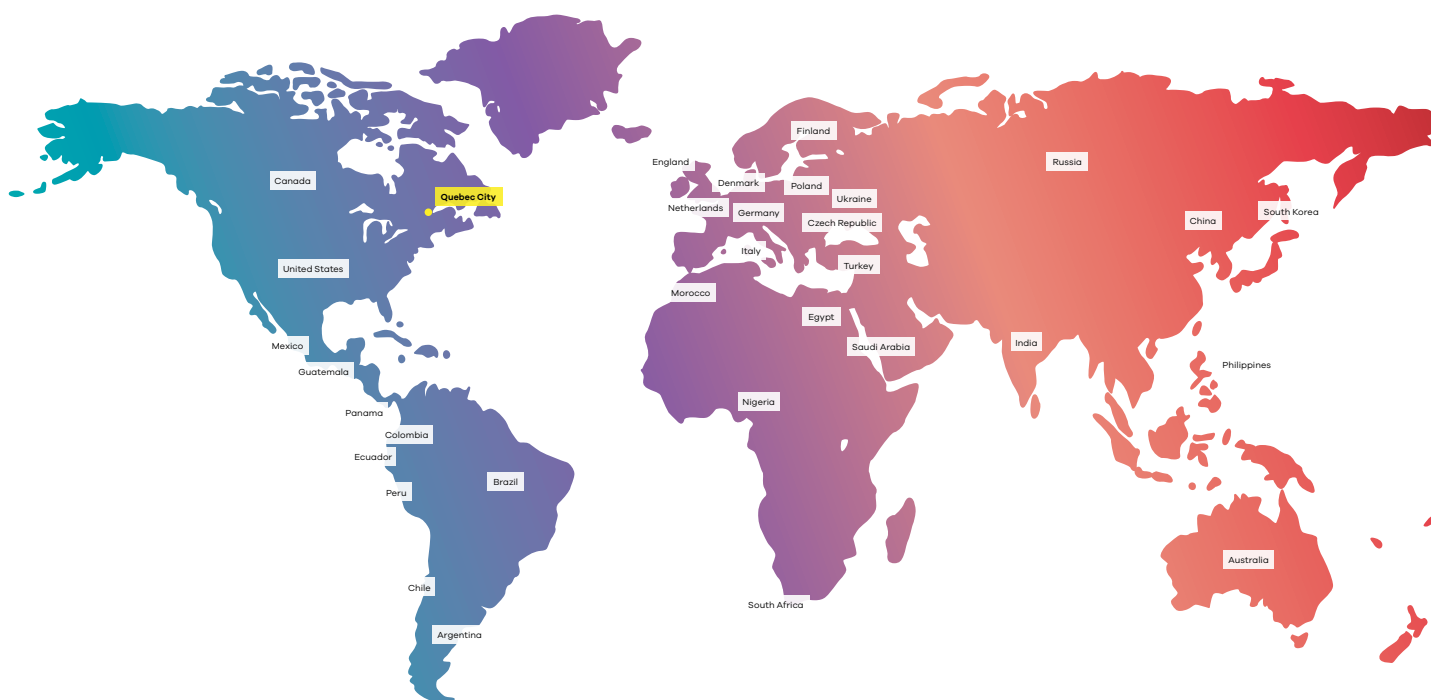 Finland
England
Russia
Canada
Denmark
Poland
Quebec City
Ukraine
Netherlands
Germany
South Korea
China
Czech Republic
Italy
Turkey
United States
Morocco
Egypt
India
Mexico
Saudi Arabia
Philippines
Guatemala
Nigeria
Panama
Colombia
Ecuador
Brazil
Peru
Australia
Chile
South Africa
Argentina